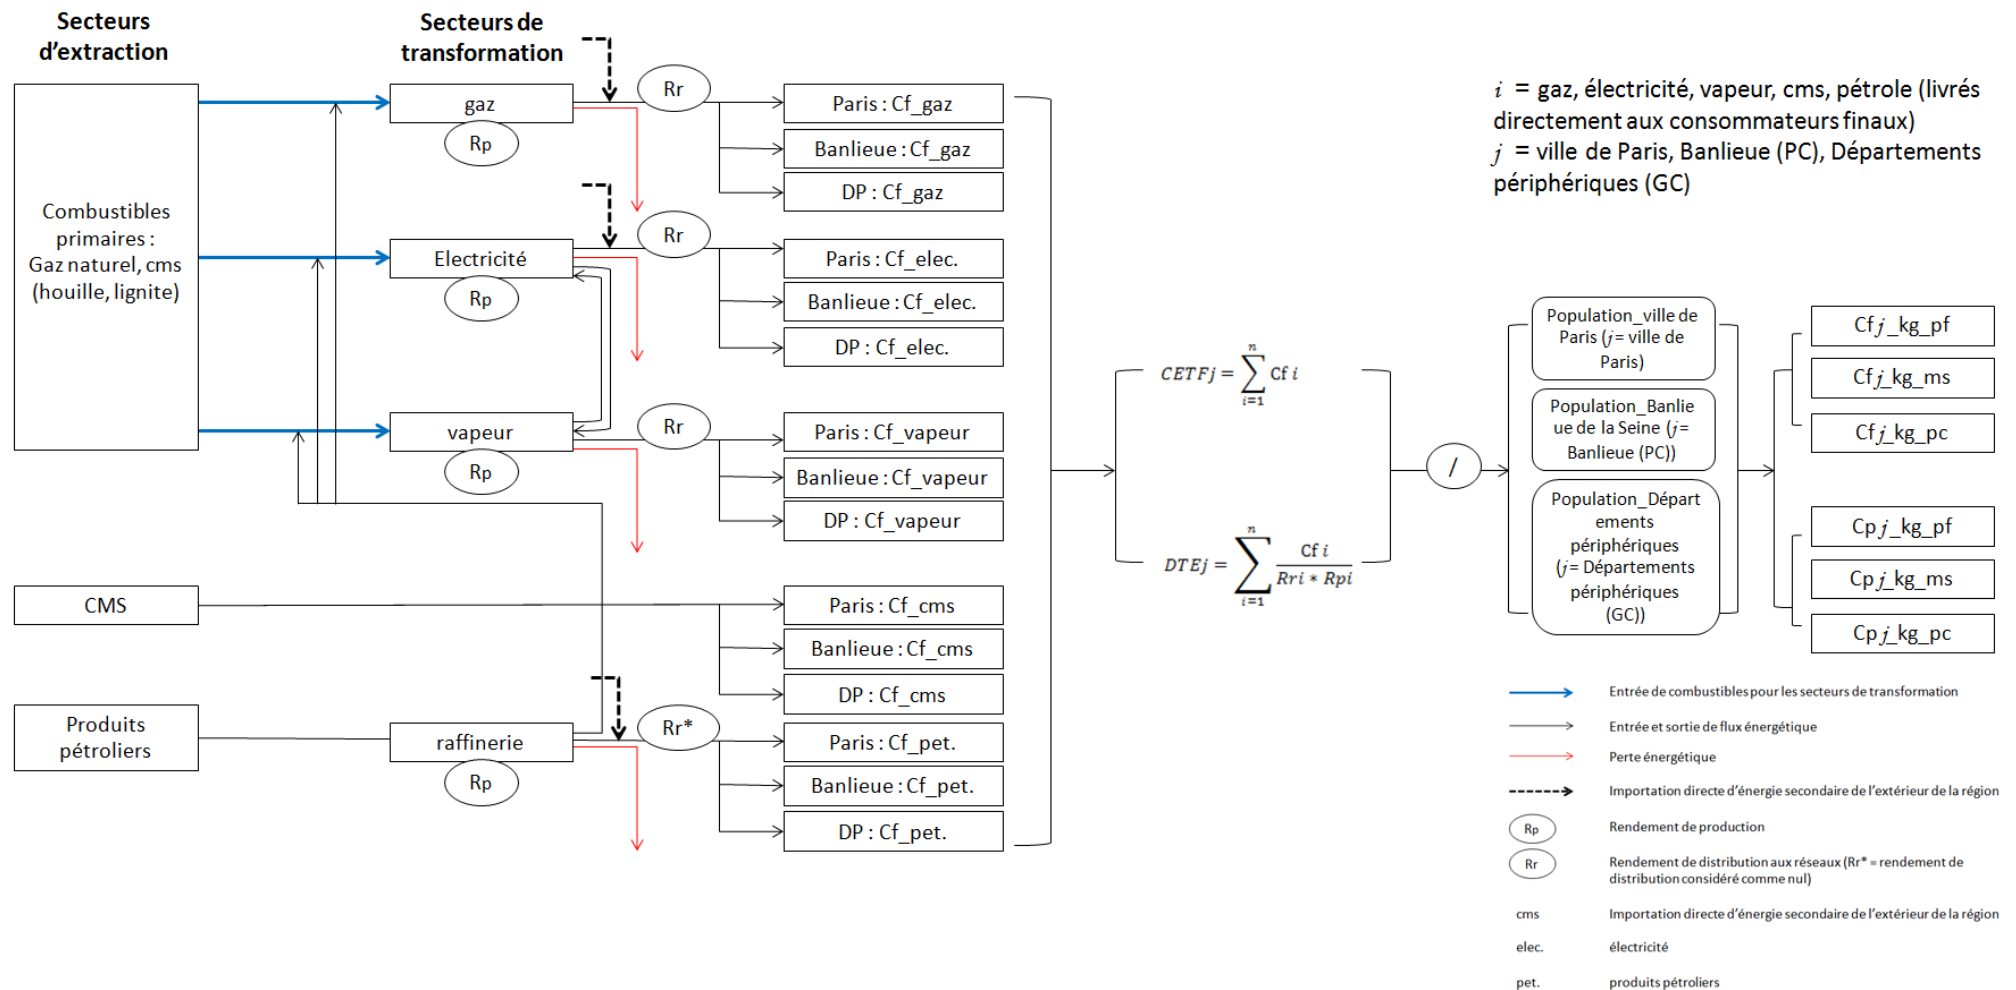 Secteurs
d’extraction
Secteurs de
transformation
Combustibles
primaires :
Gaz naturel, cms
(houille, lignite)
CMS
Produits
pétroliers
gaz
Rp
Electricité
Rp
vapeur
Rp
raffinerie
Rp
Rr
Rr
Rr
Rr*
Paris : Cf_gaz
Banlieue : Cf_gaz
DP : Cf_gaz
Paris : Cf_elec.
Banlieue : Cf_elec.
DP : Cf_elec.
Paris : Cf_vapeur
Banlieue : Cf_vapeur
DP : Cf_vapeur
Paris : Cf_cms
Banlieue : Cf_cms
DP : Cf_cms
Paris : Cf_pet.
Banlieue : Cf_pet.
DP : Cf_pet.
CETFj = ∑ (i=1, n) Cf i
DTEj = ∑ (i=1, n) Cf i / (Rri * Rpi)
/
i = gaz, électricité, vapeur, cms, pétrole (livrés
directement aux consommateurs finaux)
j = ville de Paris, Banlieue (PC), Départements
périphériques (GC)
Population_ville de
Paris (j= ville de
Paris)
Population_Banlie
ue de la Seine (j=
Banlieue (PC))
Population_Départ
ements
périphériques
(j= Départements
périphériques
(GC))
Cf j_kg_pf
Cf j_kg_ms
Cf j_kg_pc
Cp j_kg_pf
Cp j_kg_ms
Cp j_kg_pc
Entrée de combustibles pour les secteurs de transformation
Entrée et sortie de flux énergétique
Perte énergétique
Importation directe d’énergie secondaire de l’extérieur de la région
Rp Rendement de production
Rr Rendement de distribution aux réseaux (Rr* = rendement de
distribution considéré comme nul)
cms Importation directe d’énergie secondaire de l’extérieur de la région
elec. électricité
pet. produits pétroliers